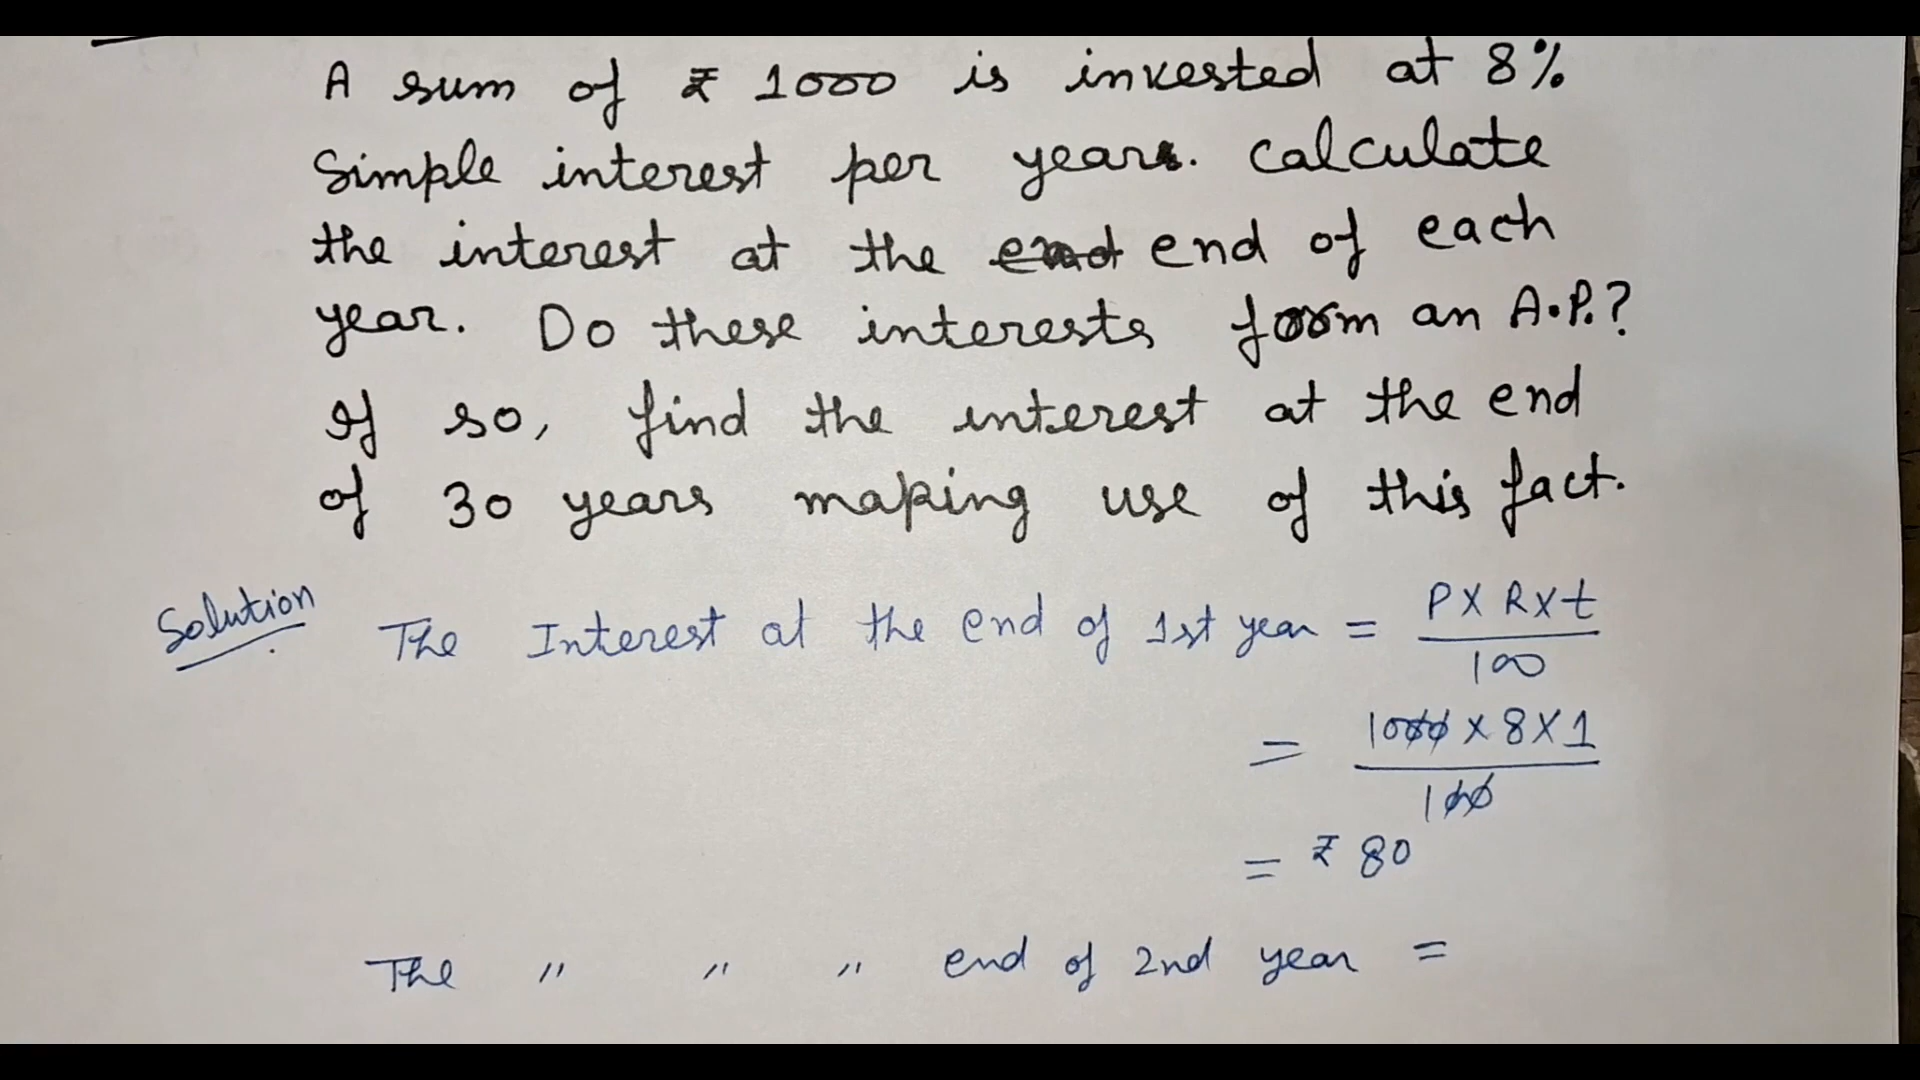 A sum of ₹ 1000 is invested at 8%
Simple interest per year. Calculate
the interest at the end end of each
year. Do these interests form an A.P.?
If so, find the interest at the end
of 30 years making use of this fact.
Solution The Interest at the end of 1st year = P X R X t
100
= 1000 X 8 X 1
100
= ₹ 80
The " " " end of 2nd year =